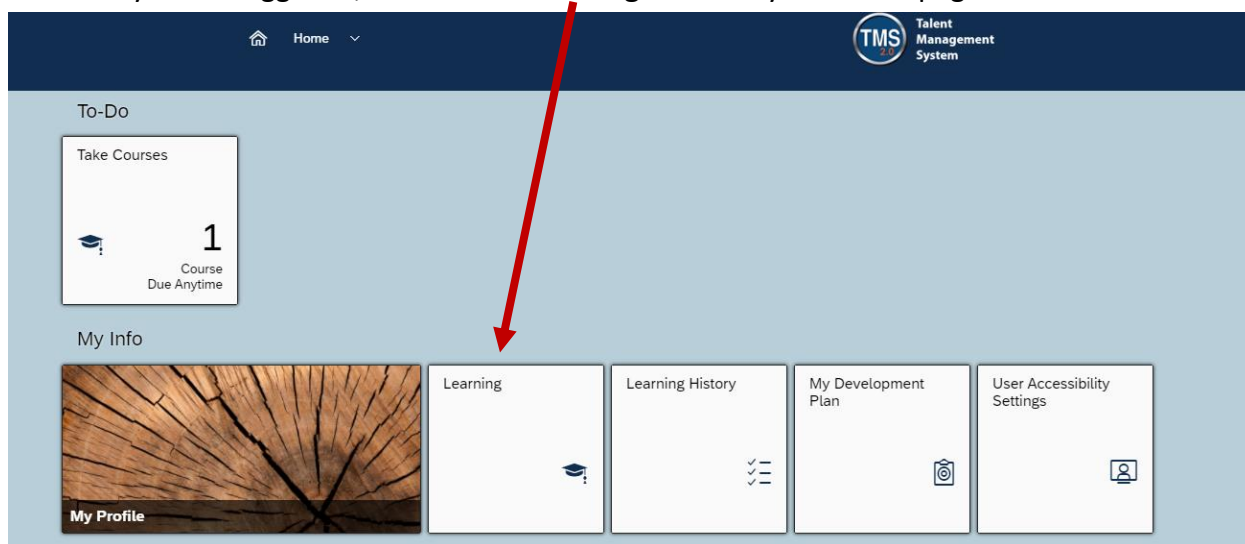 Home
TMS
2.0
Talent
Management
System
To-Do
Take Courses
1
Course
Due Anytime
My Info
My Profile
Learning
Learning History
My Development
Plan
User Accessibility
Settings